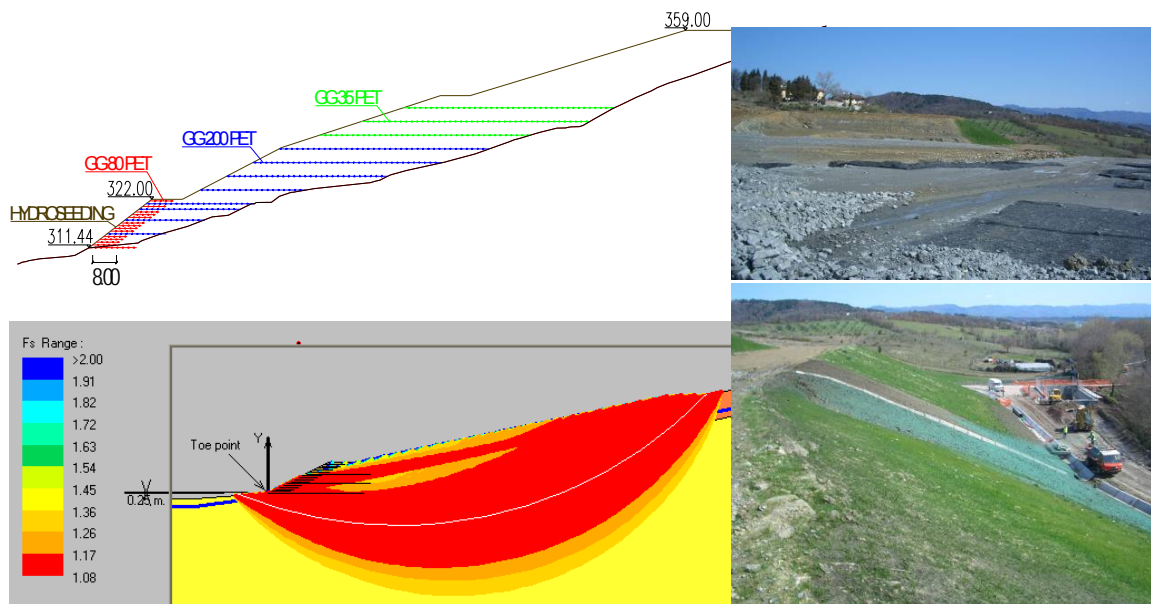 359.00
GG35 PET
GG200 PET
GG80 PET
322.00
HYDROSEEDING
311.44
8.00
Fs Range :
>2.00
1.91
1.82
1.72
1.63
1.54
1.45
1.36
1.26
1.17
1.08
Toe point
Y
0.25, m.